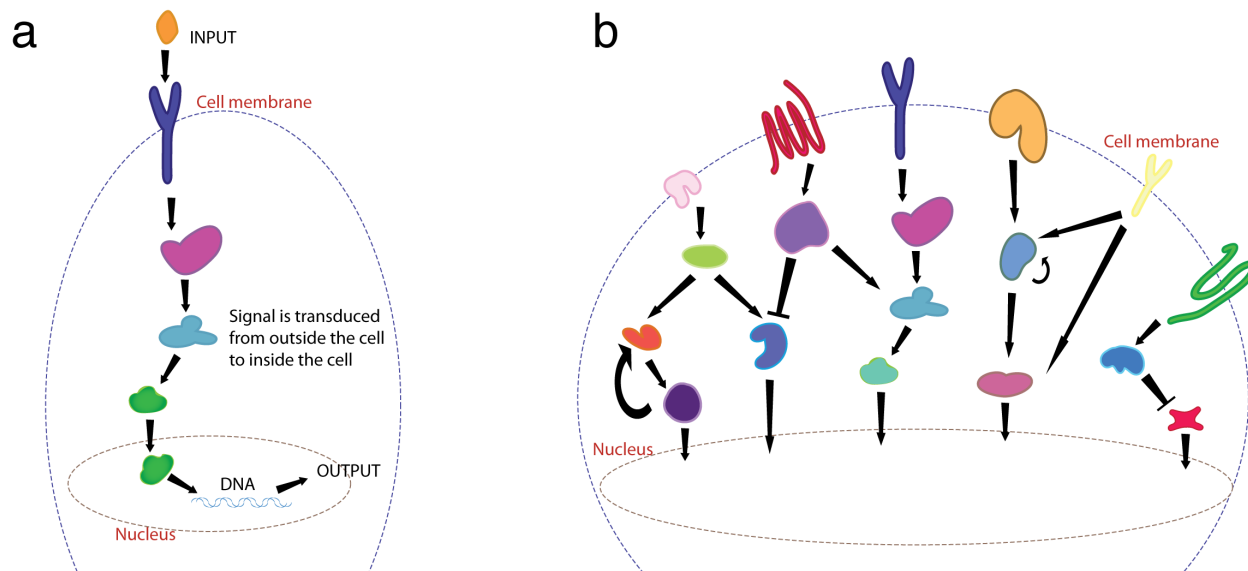 a
INPUT
Cell membrane
Signal is transduced
from outside the cell
to inside the cell
DNA
OUTPUT
Nucleus
b
Cell membrane
Nucleus